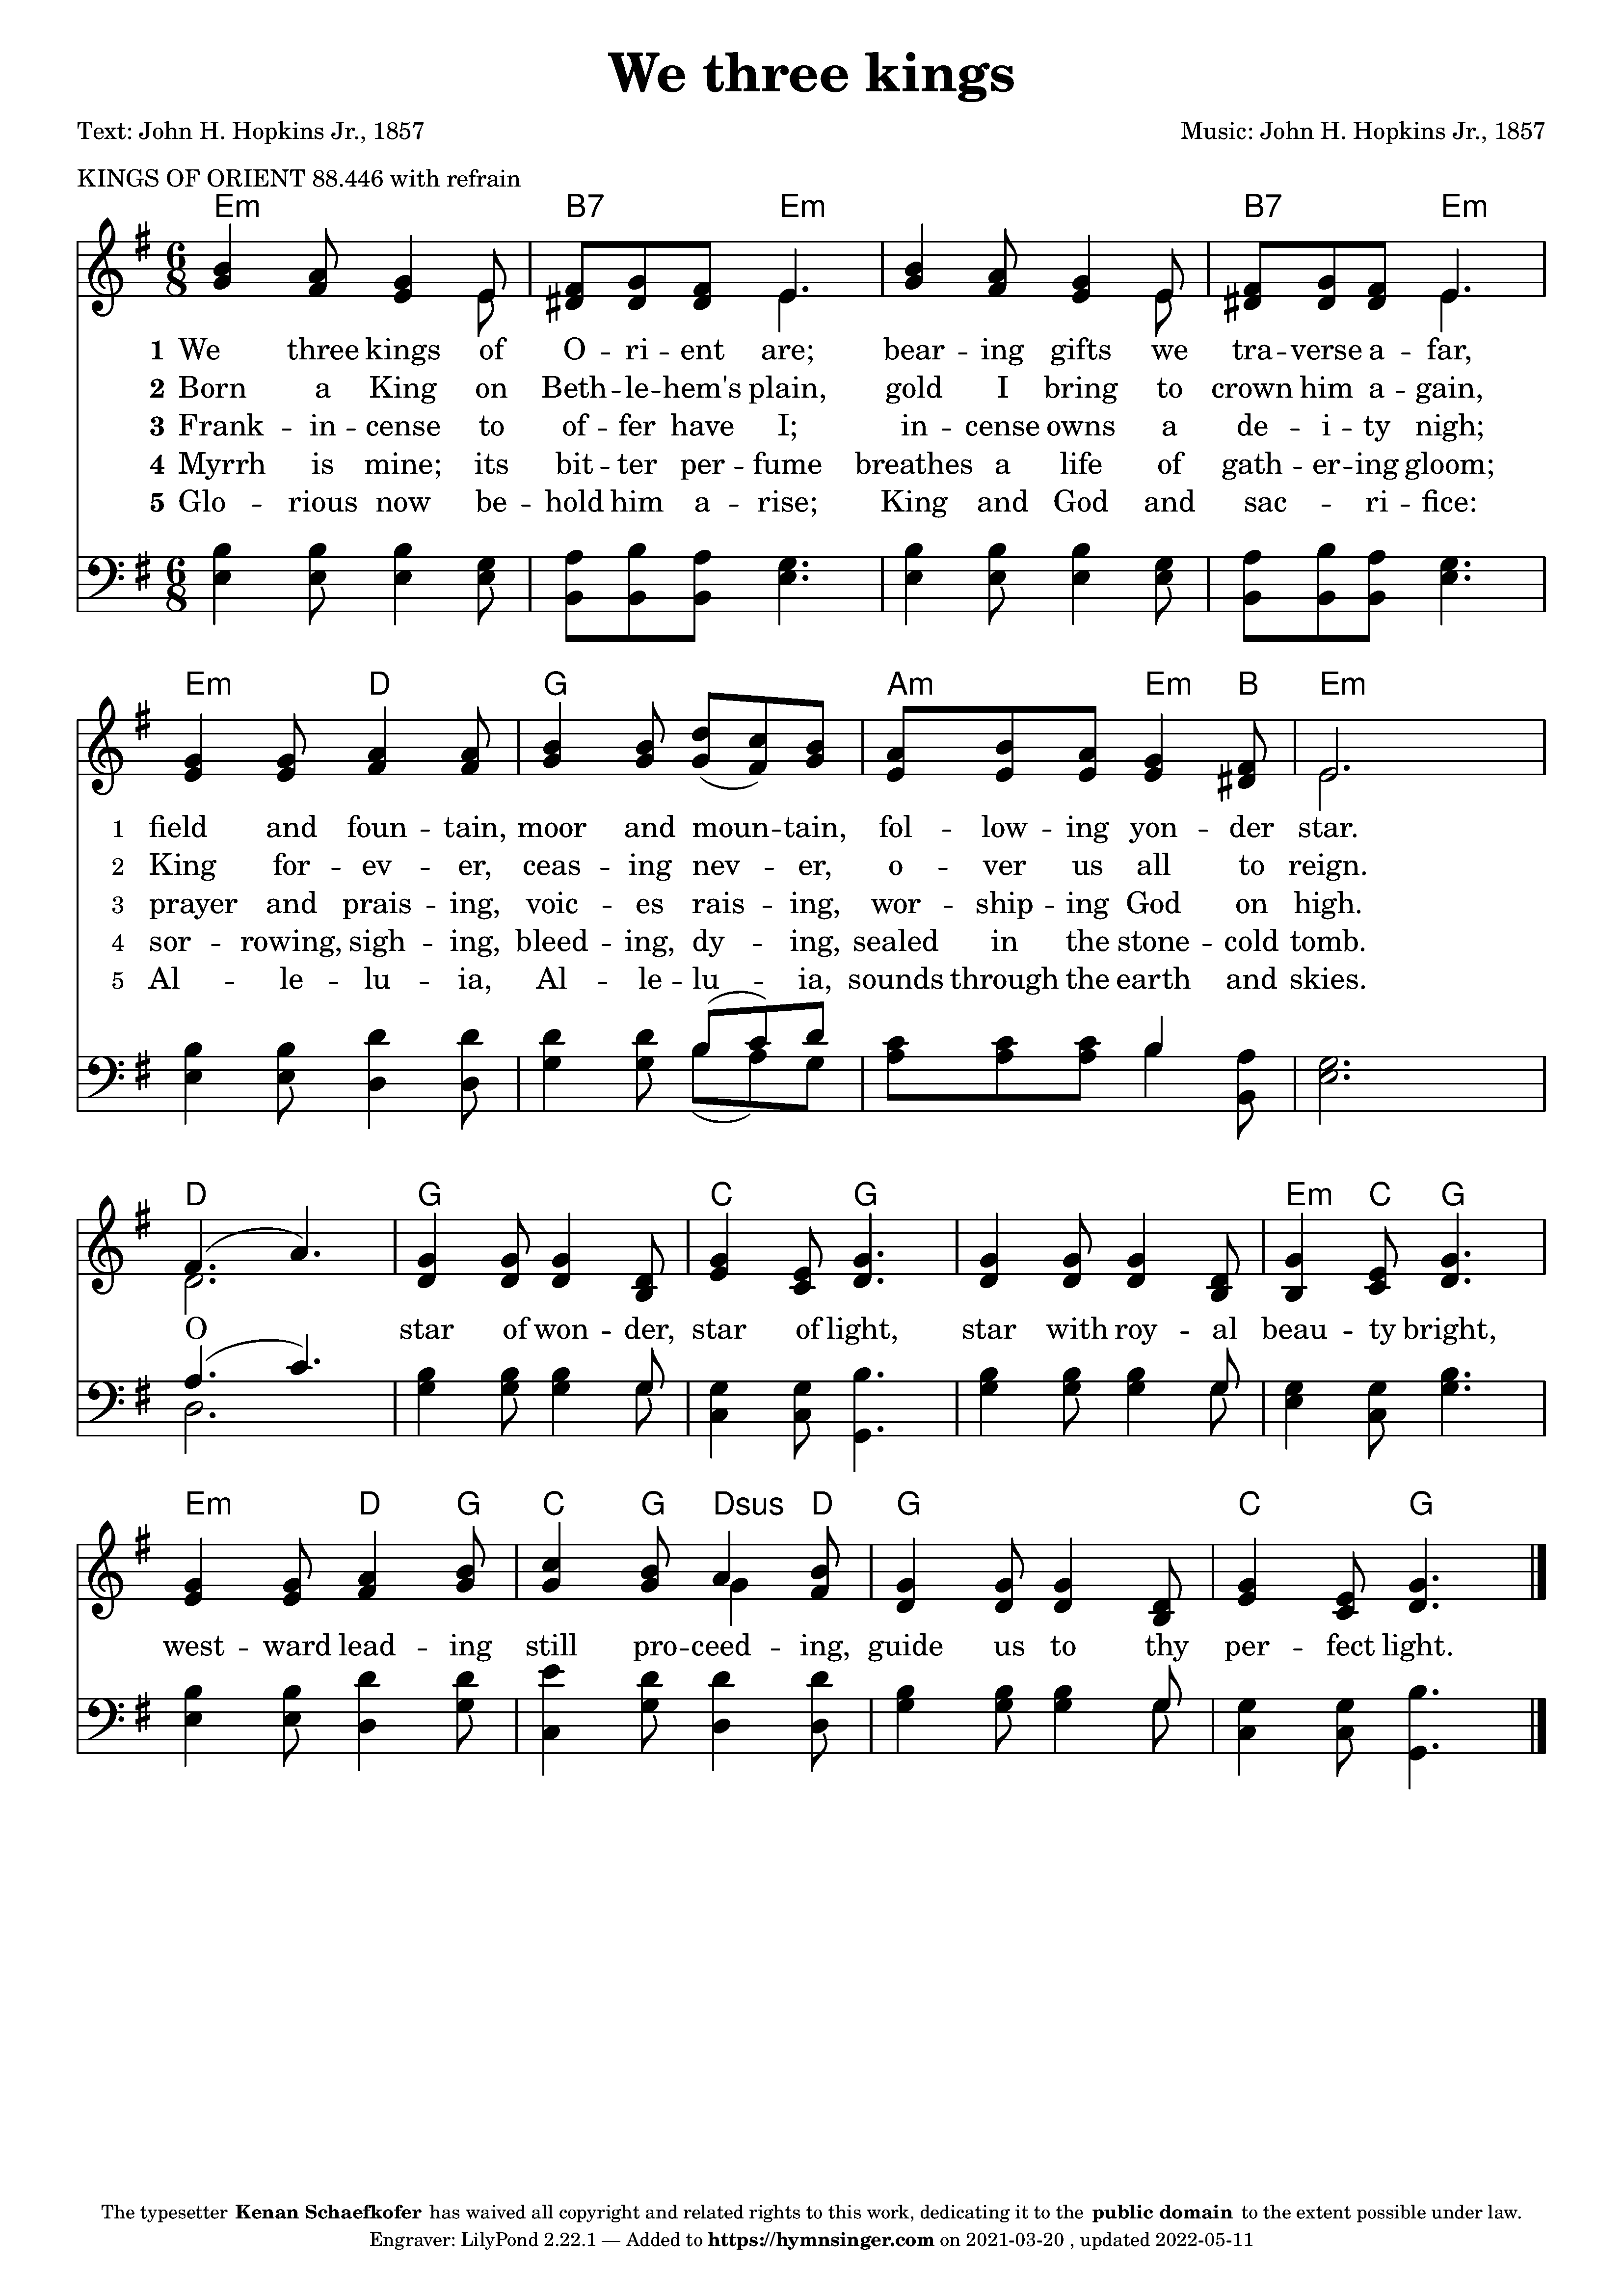 We three kings
Text: John H. Hopkins Jr., 1857
Music: John H. Hopkins Jr., 1857
KINGS OF ORIENT 88.446 with refrain
Em B7 Em B7 Em
6 8
1 We three kings of O -- ri -- ent are; bear -- ing gifts we tra -- verse a -- far,
2 Born a King on Beth -- le -- hem's plain, gold I bring to crown him a -- gain,
3 Frank -- in -- cense to of -- fer have I; in -- cense owns a de -- i -- ty nigh;
4 Myrrh is mine; its bit -- ter per -- fume breathes a life of gath -- er -- ing gloom;
5 Glo -- rious now be -- hold him a -- rise; King and God and sac -- ri -- fice:
6 8
Em D G Am Em B Em
1 field and foun -- tain, moor and moun -- tain, fol -- low -- ing yon -- der star.
2 King for -- ev -- er, ceas -- ing nev -- er, o -- ver us all to reign.
3 prayer and prais -- ing, voic -- es rais -- ing, wor -- ship -- ing God on high.
4 sor -- rowing, sigh -- ing, bleed -- ing, dy -- ing, sealed in the stone -- cold tomb.
5 Al -- le -- lu -- ia, Al -- le -- lu -- ia, sounds through the earth and skies.
D G C G Em C G
O star of won -- der, star of light, star with roy -- al beau -- ty bright,
Em D G C G Dsus D G C G
west -- ward lead -- ing still pro -- ceed -- ing, guide us to thy per -- fect light.
The typesetter Kenan Schaefkofer has waived all copyright and related rights to this work, dedicating it to the public domain to the extent possible under law.
Engraver: LilyPond 2.22.1 — Added to https://hymnsinger.com on 2021-03-20 , updated 2022-05-11